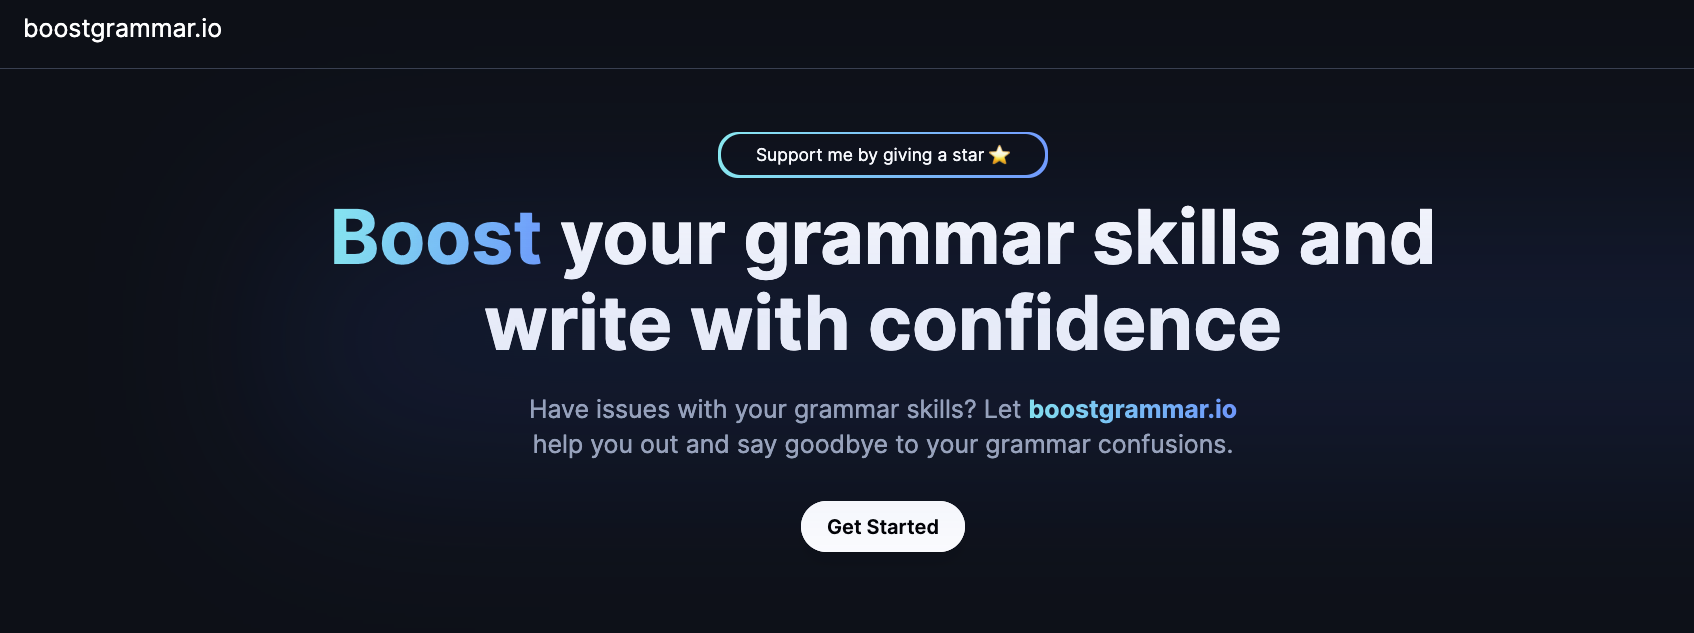 boostgrammar.io
Support me by giving a star ⭐
Boost your grammar skills and
write with confidence
Have issues with your grammar skills? Let boostgrammar.io
help you out and say goodbye to your grammar confusions.
Get Started